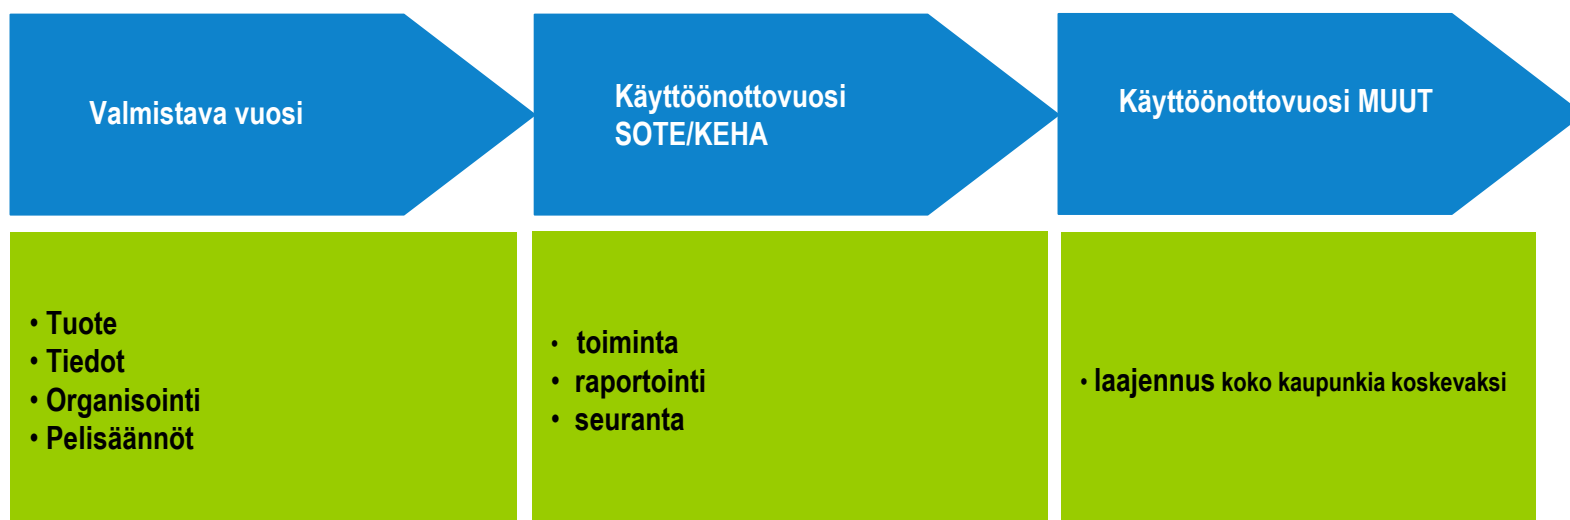 Valmistava vuosi
Käyttöönottovuosi
SOTE/KEHA
Käyttöönottovuosi MUUT
• Tuote
• Tiedot
• Organisointi
• Pelisäännöt
• toiminta
• raportointi
• seuranta
• laajennus koko kaupunkia koskevaksi